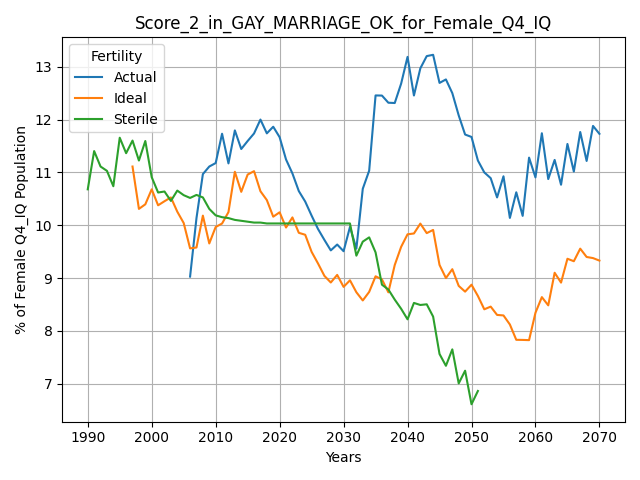 Score_2_in_GAY_MARRIAGE_OK_for_Female_Q4_IQ
Fertility
Actual
Ideal
Sterile
% of Female Q4_IQ Population
13
12
11
10
9
8
7
1990 2000 2010 2020 2030 2040 2050 2060 2070
Years